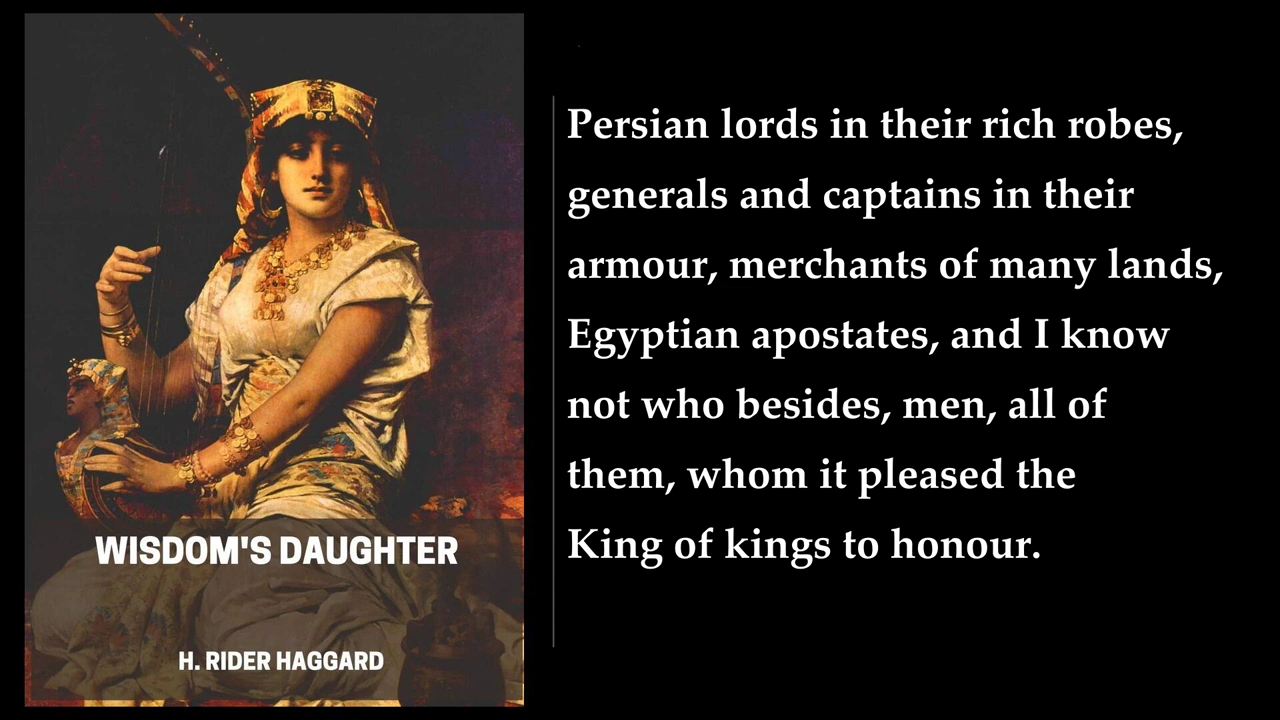 WISDOM'S DAUGHTER
H. RIDER HAGGARD
Persian lords in their rich robes,
generals and captains in their
armour, merchants of many lands,
Egyptian apostates, and I know
not who besides, men, all of
them, whom it pleased the
King of kings to honour.